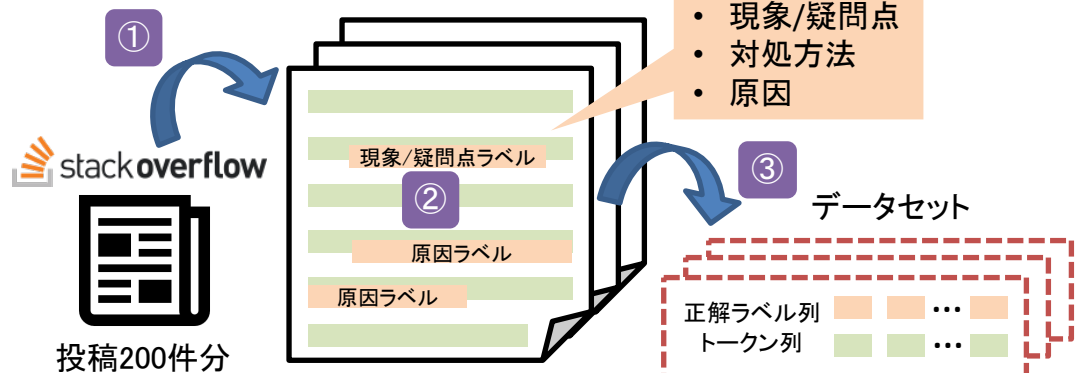 ①
• 現象/疑問点
• 対処方法
• 原因
stackoverflow
現象/疑問点ラベル
②
③
データセット
原因ラベル
原因ラベル
正解ラベル列 ...
トークン列 ...
投稿200件分